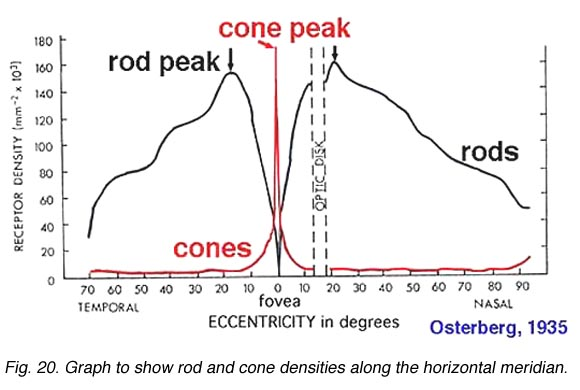 cone peak
rod peak
180
160
140
120
100
80
60
40
20
0
RECEPTOR DENSITY (mm⁻² x 10³)
OPTIC DISK
rods
cones
70 60 50 40 30 20 10 0 10 20 30 40 50 60 70 80 90
TEMPORAL
fovea
NASAL
ECCENTRICITY in degrees
Osterberg, 1935
Fig. 20. Graph to show rod and cone densities along the horizontal meridian.